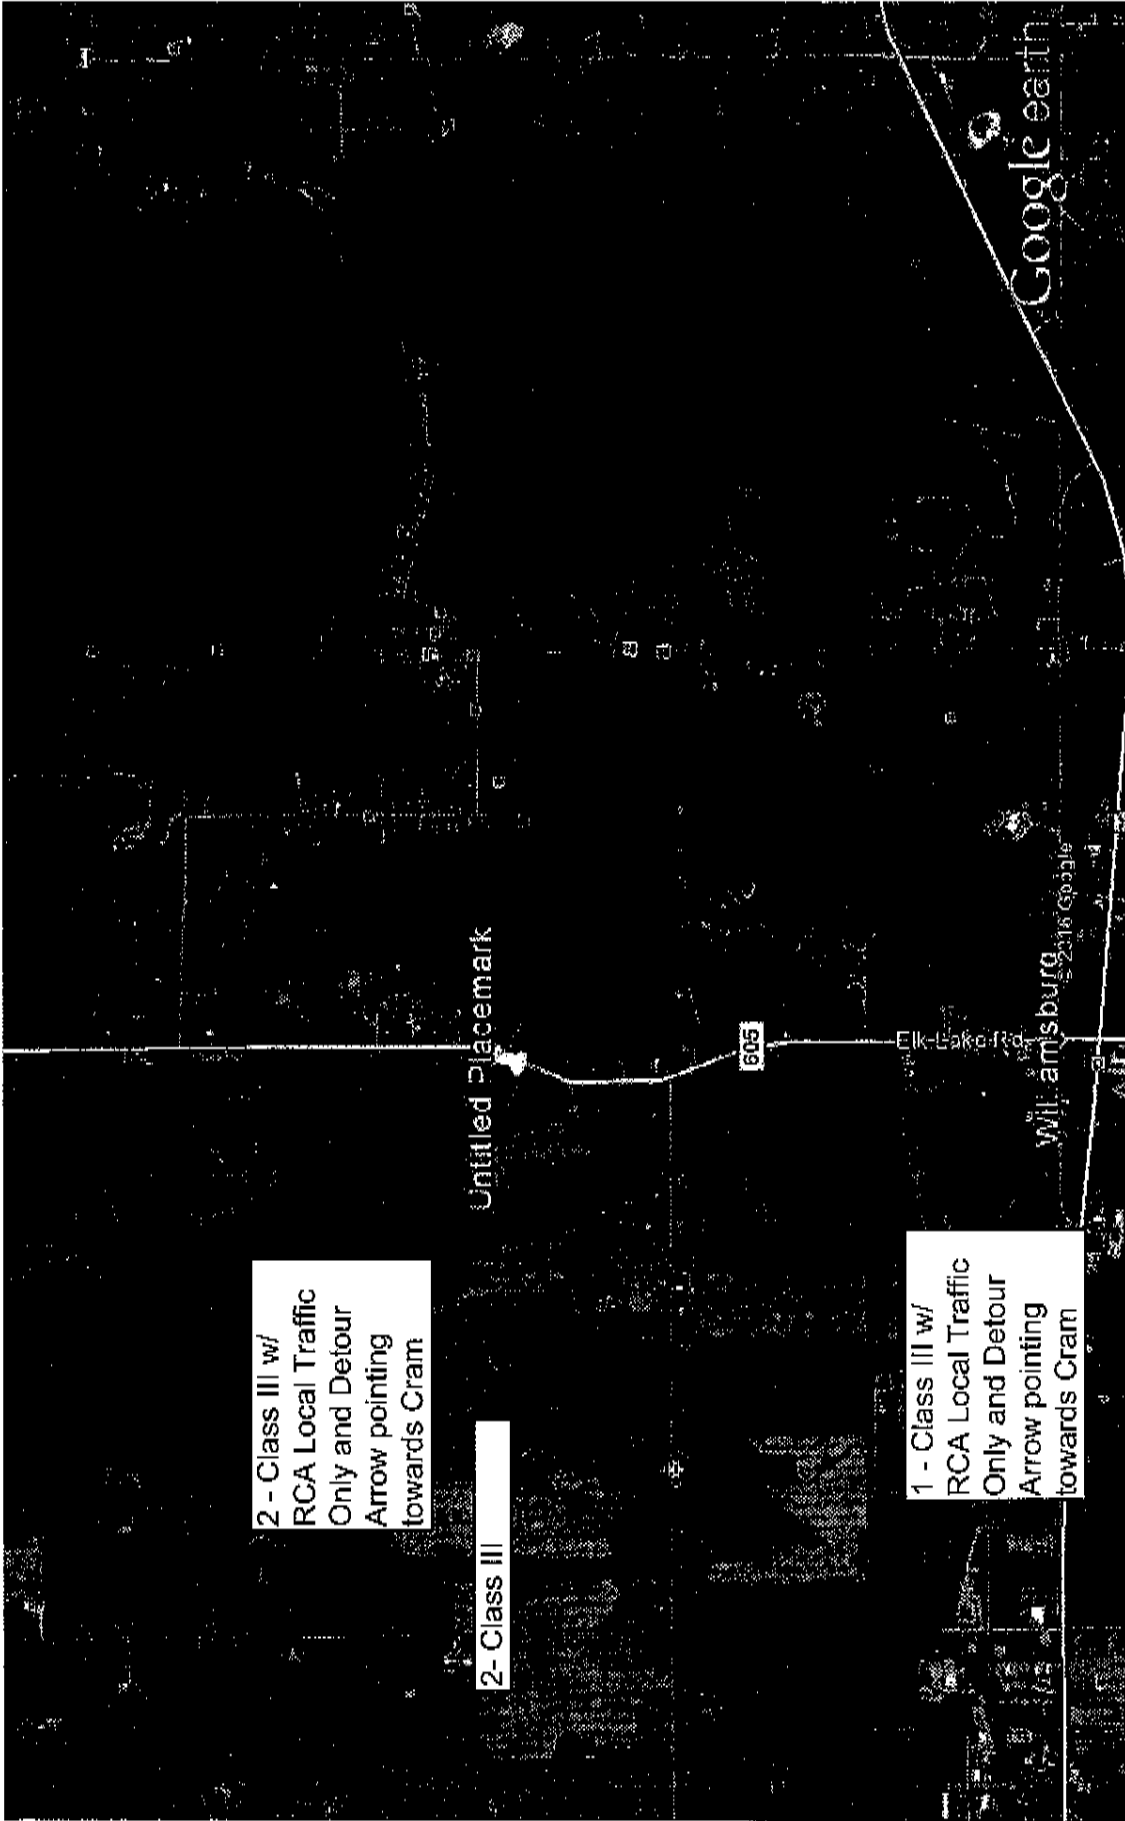 2 - Class III w/
RCA Local Traffic
Only and Detour
Arrow pointing
towards Cram
2- Class III
Untitled Placemark
605
Elk Lake Rd
1 - Class III w/
RCA Local Traffic
Only and Detour
Arrow pointing
towards Cram
Williamsburg
© 2016 Google
Google earth